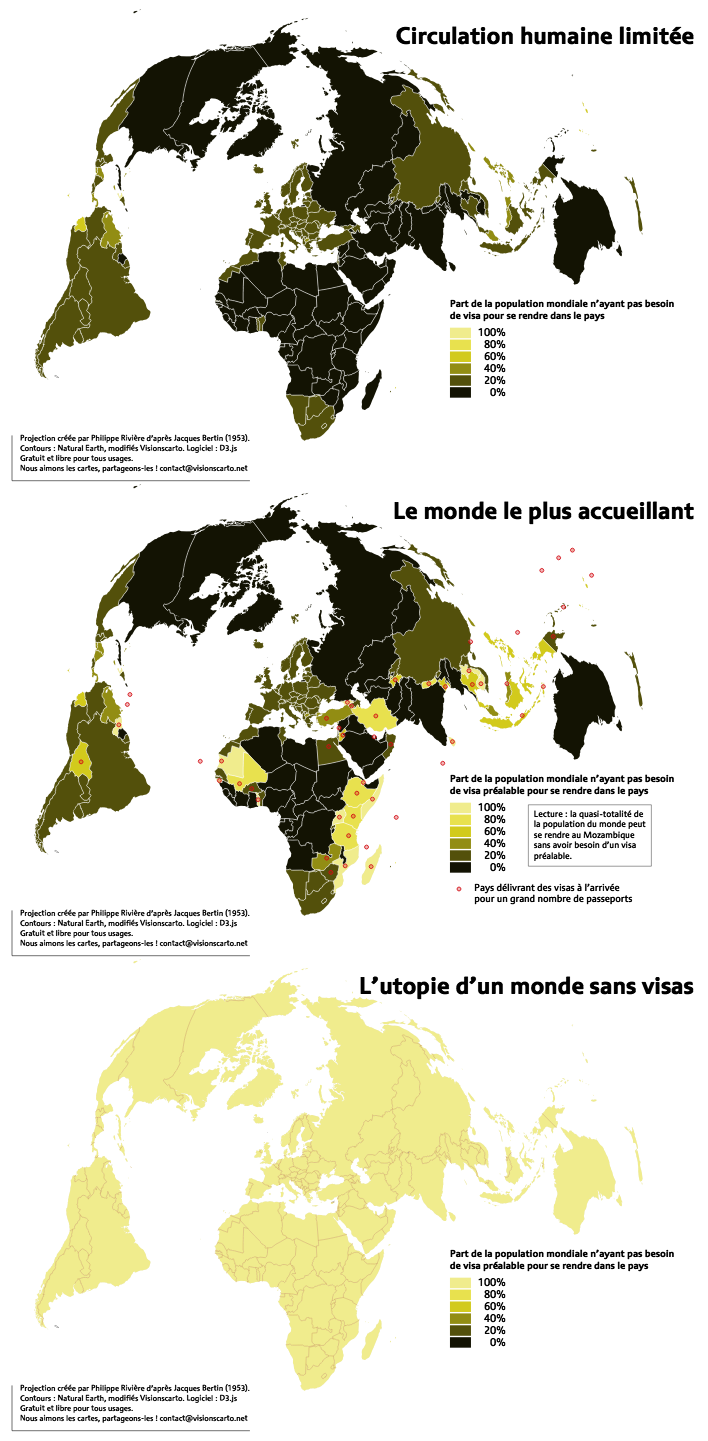 Circulation humaine limitée
Part de la population mondiale n'ayant pas besoin
de visa pour se rendre dans le pays
100%
80%
60%
40%
20%
0%
Projection créée par Philippe Rivière d'après Jacques Bertin (1953).
Contours : Natural Earth, modifiés Visionscarto. Logiciel : D3.js
Gratuit et libre pour tous usages.
Nous aimons les cartes, partageons-les ! contact@visionscarto.net
Le monde le plus accueillant
Part de la population mondiale n'ayant pas besoin
de visa préalable pour se rendre dans le pays
100%
80%
60%
40%
20%
0%
Lecture : la quasi-totalité de
la population du monde peut
se rendre au Mozambique
sans avoir besoin d'un visa
préalable.
Pays délivrant des visas à l'arrivée
pour un grand nombre de passeports
Projection créée par Philippe Rivière d'après Jacques Bertin (1953).
Contours : Natural Earth, modifiés Visionscarto. Logiciel : D3.js
Gratuit et libre pour tous usages.
Nous aimons les cartes, partageons-les ! contact@visionscarto.net
L'utopie d'un monde sans visas
Part de la population mondiale n'ayant pas besoin
de visa préalable pour se rendre dans le pays
100%
80%
60%
40%
20%
0%
Projection créée par Philippe Rivière d'après Jacques Bertin (1953).
Contours : Natural Earth, modifiés Visionscarto. Logiciel : D3.js
Gratuit et libre pour tous usages.
Nous aimons les cartes, partageons-les ! contact@visionscarto.net